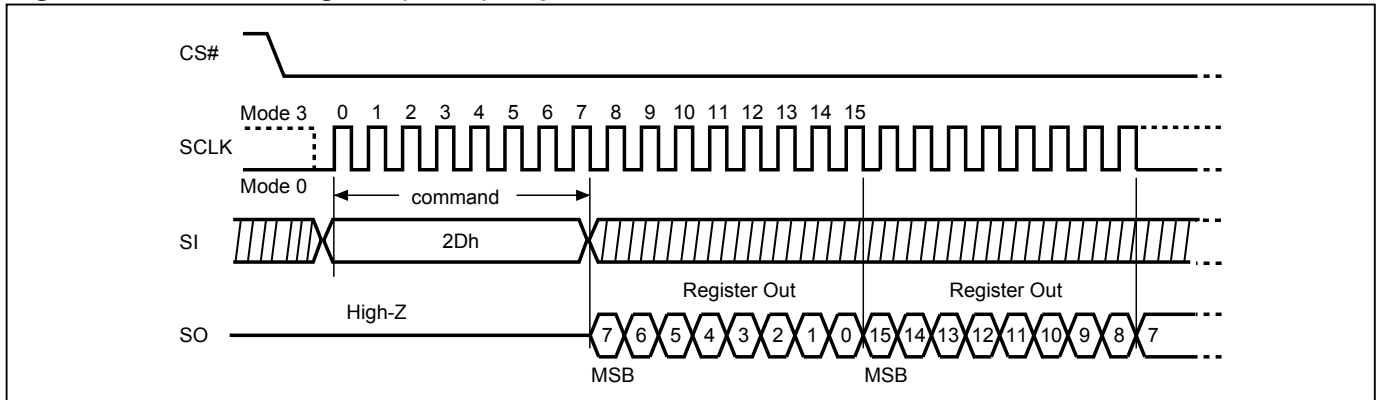 CS#
Mode 3 0 1 2 3 4 5 6 7 8 9 10 11 12 13 14 15
SCLK
Mode 0
command
SI 2Dh
Register Out Register Out
High-Z
SO 7 6 5 4 3 2 1 0 15 14 13 12 11 10 9 8 7
MSB MSB